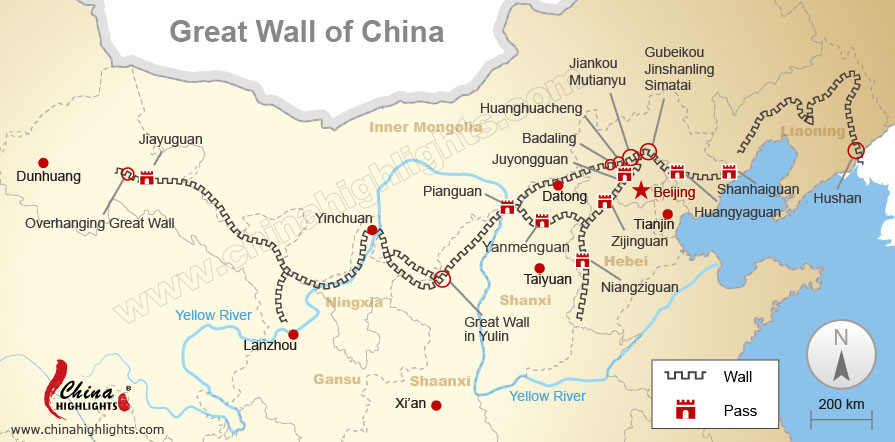 Great Wall of China
Gubeikou
Jiankou
Jinshanling
Mutianyu
Simatai
Huanghuacheng
Inner Mongolia
Liaoning
Jiayuguan
Badaling
Juyongguan
Dunhuang
Pianguan
Datong
Beijing
Shanhaiguan
Hushan
Overhanging Great Wall
Yinchuan
Huangyaguan
Tianjin
Zijinguan
Yanmenguan
Hebei
Taiyuan
Niangziguan
Ningxia
Shanxi
Yellow River
Great Wall
in Yulin
Lanzhou
N
Gansu
Shaanxi
Wall
China
HIGHLIGHTS
®
Xi'an
Yellow River
Pass
200 km
www.chinahighlights.com
www.chinahighlights.com